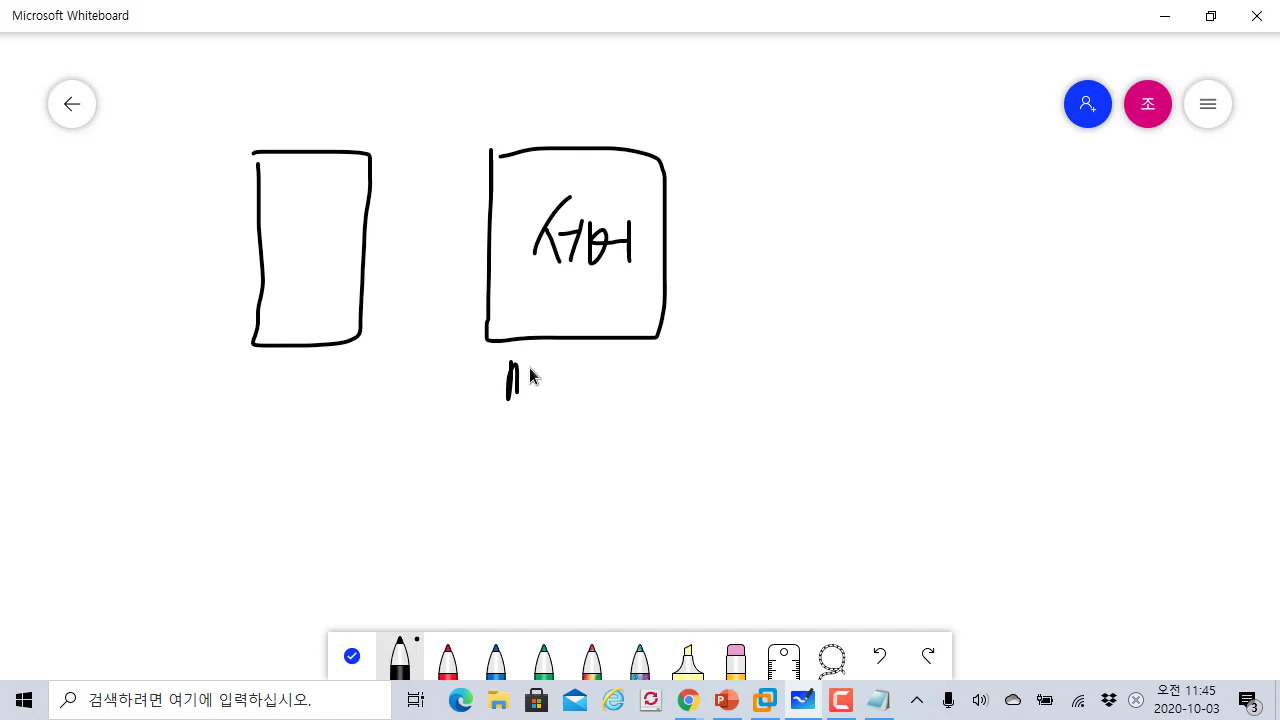 Microsoft Whiteboard
조
서버
검색하려면 여기에 입력하십시오.
오전 11:45
2020-10-03
3